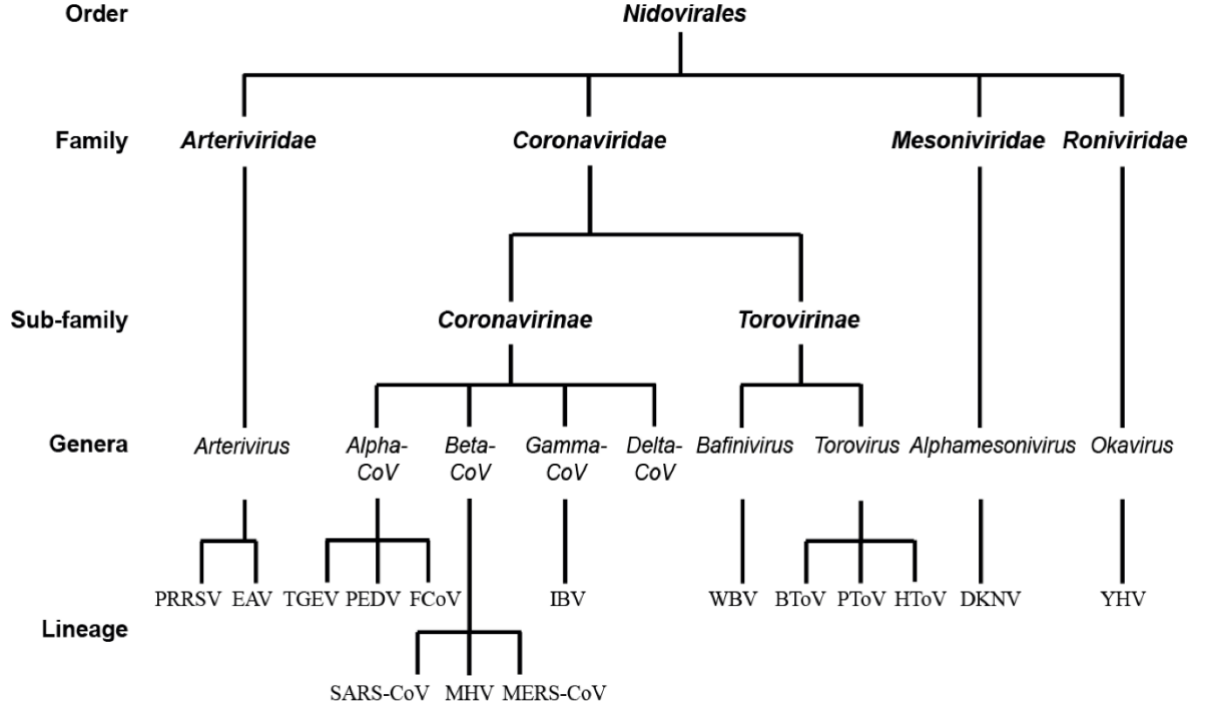 Order Nidovirales
Family Arteriviridae Coronaviridae Mesoniviridae Roniviridae
Sub-family Coronavirinae Torovirinae
Genera Arterivirus Alpha- Beta- Gamma- Delta- Bafinivirus Torovirus Alphamesonivirus Okavirus
CoV CoV CoV CoV
PRRSV EAV TGEV PEDV FCoV IBV WBV BToV PToV HToV DKNV YHV
Lineage
SARS-CoV MHV MERS-CoV